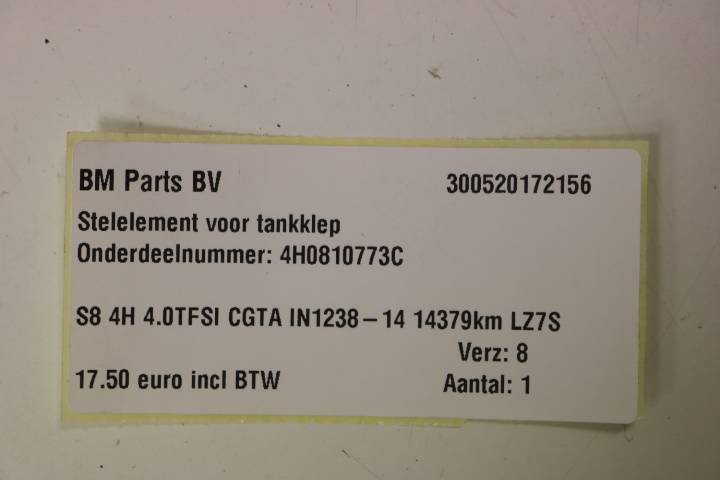 BM Parts BV 300520172156
Stelelement voor tankklep
Onderdeelnummer: 4H0810773C
S8 4H 4.0TFSI CGTA IN1238-14 14379km LZ7S
Verz: 8
17.50 euro incl BTW Aantal: 1